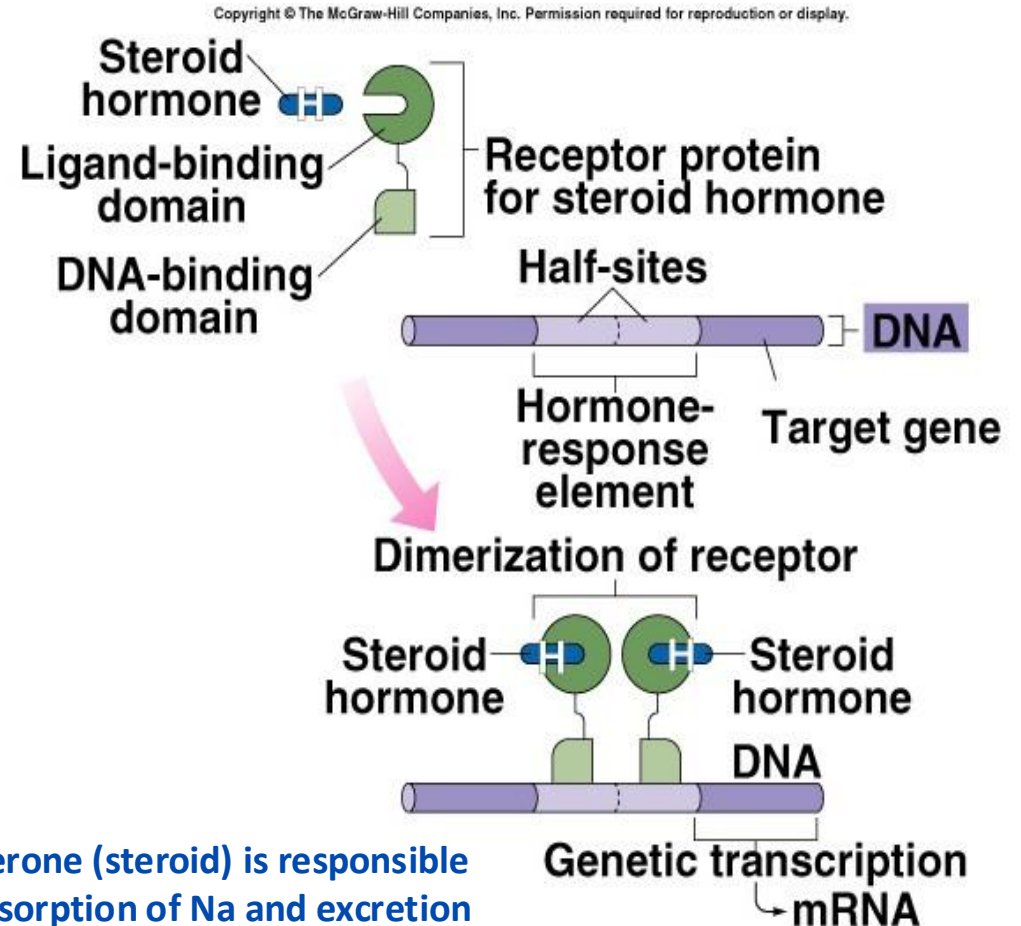 Copyright © The McGraw-Hill Companies, Inc. Permission required for reproduction or display.
Steroid
hormone
H
Ligand-binding
domain
Receptor protein
for steroid hormone
DNA-binding
domain
Half-sites
DNA
Hormone-
response
element
Target gene
Dimerization of receptor
Steroid
hormone
H
H
Steroid
hormone
DNA
Genetic transcription
mRNA
erone (steroid) is responsible
sorption of Na and excretion